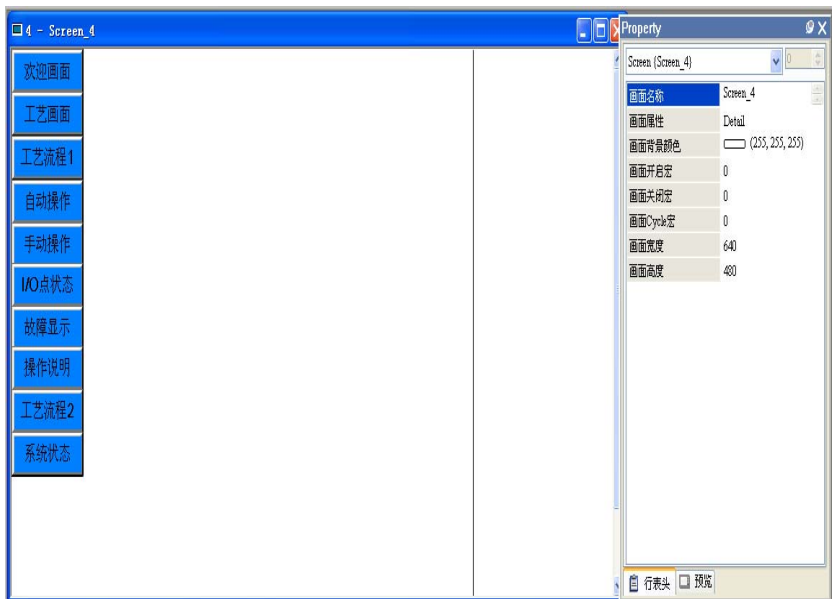 4 - Screen_4
欢迎画面
工艺画面
工艺流程1
自动操作
手动操作
I/O点状态
故障显示
操作说明
工艺流程2
系统状态
Property
Screen {Screen_4} 0
画面名称 Screen_4
画面属性 Detail
画面背景颜色 (255, 255, 255)
画面开启宏 0
画面关闭宏 0
画面Cycle宏 0
画面宽度 640
画面高度 480
行表头 预览